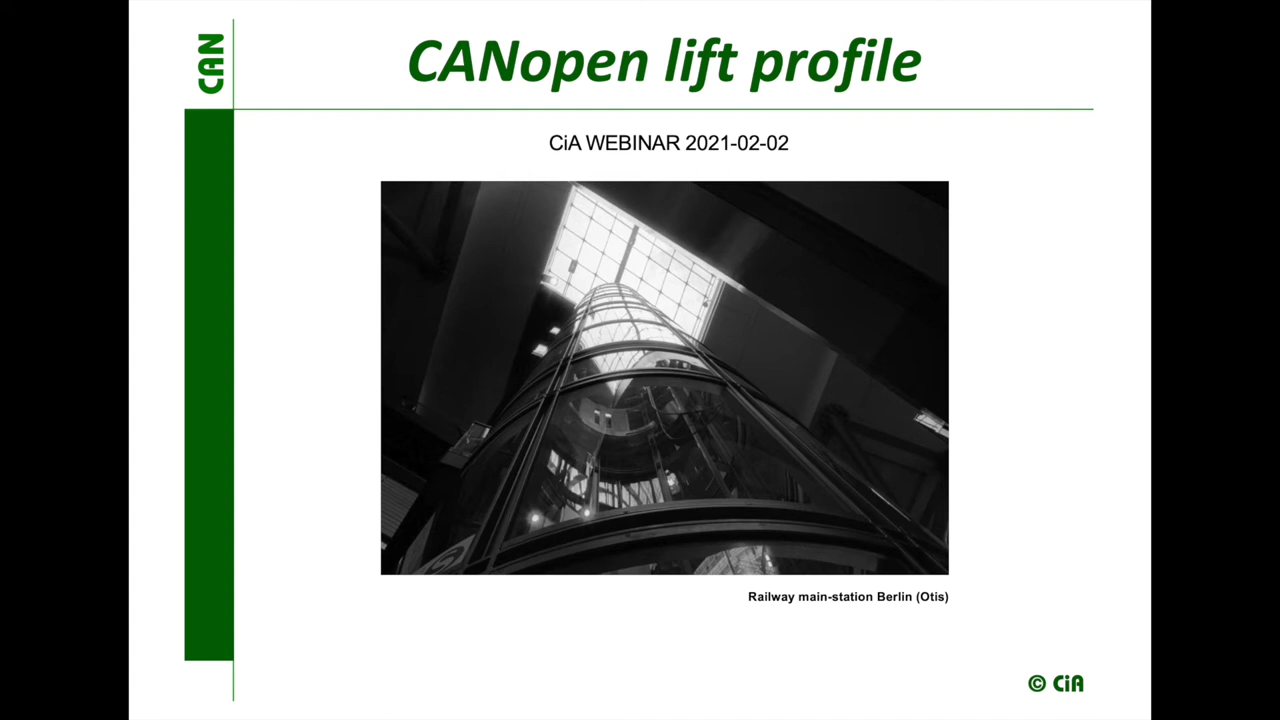 CAN
CANopen lift profile
CiA WEBINAR 2021-02-02
Railway main-station Berlin (Otis)
© CiA